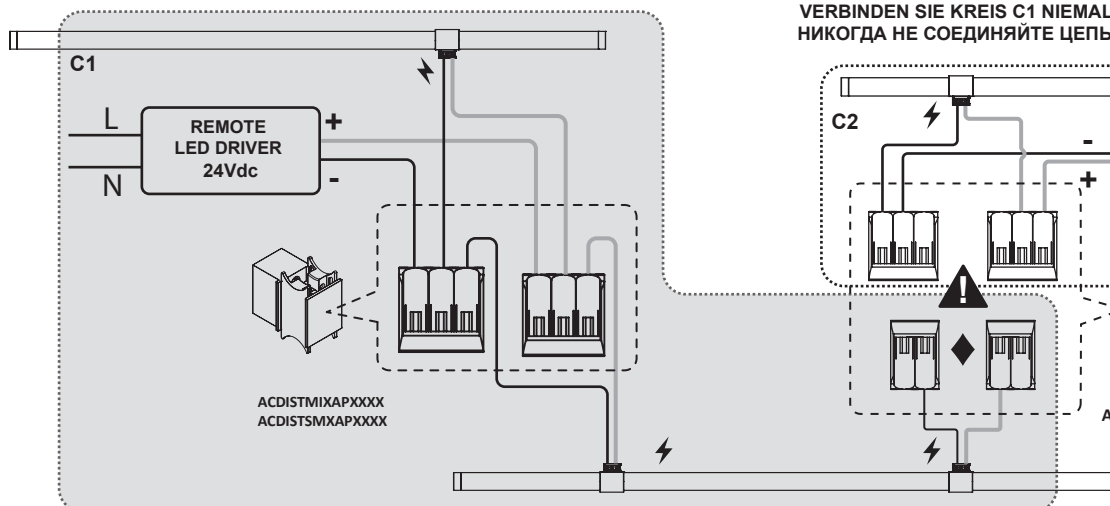 VERBINDEN SIE KREIS C1 NIEMAL
НИКОГДА НЕ СОЕДИНЯЙТЕ ЦЕПЬ
C1
L
N
REMOTE
LED DRIVER
24Vdc
+
-
C2
-
+
ACDISTMIXAPXXXX
ACDISTSMXAPXXXX
A